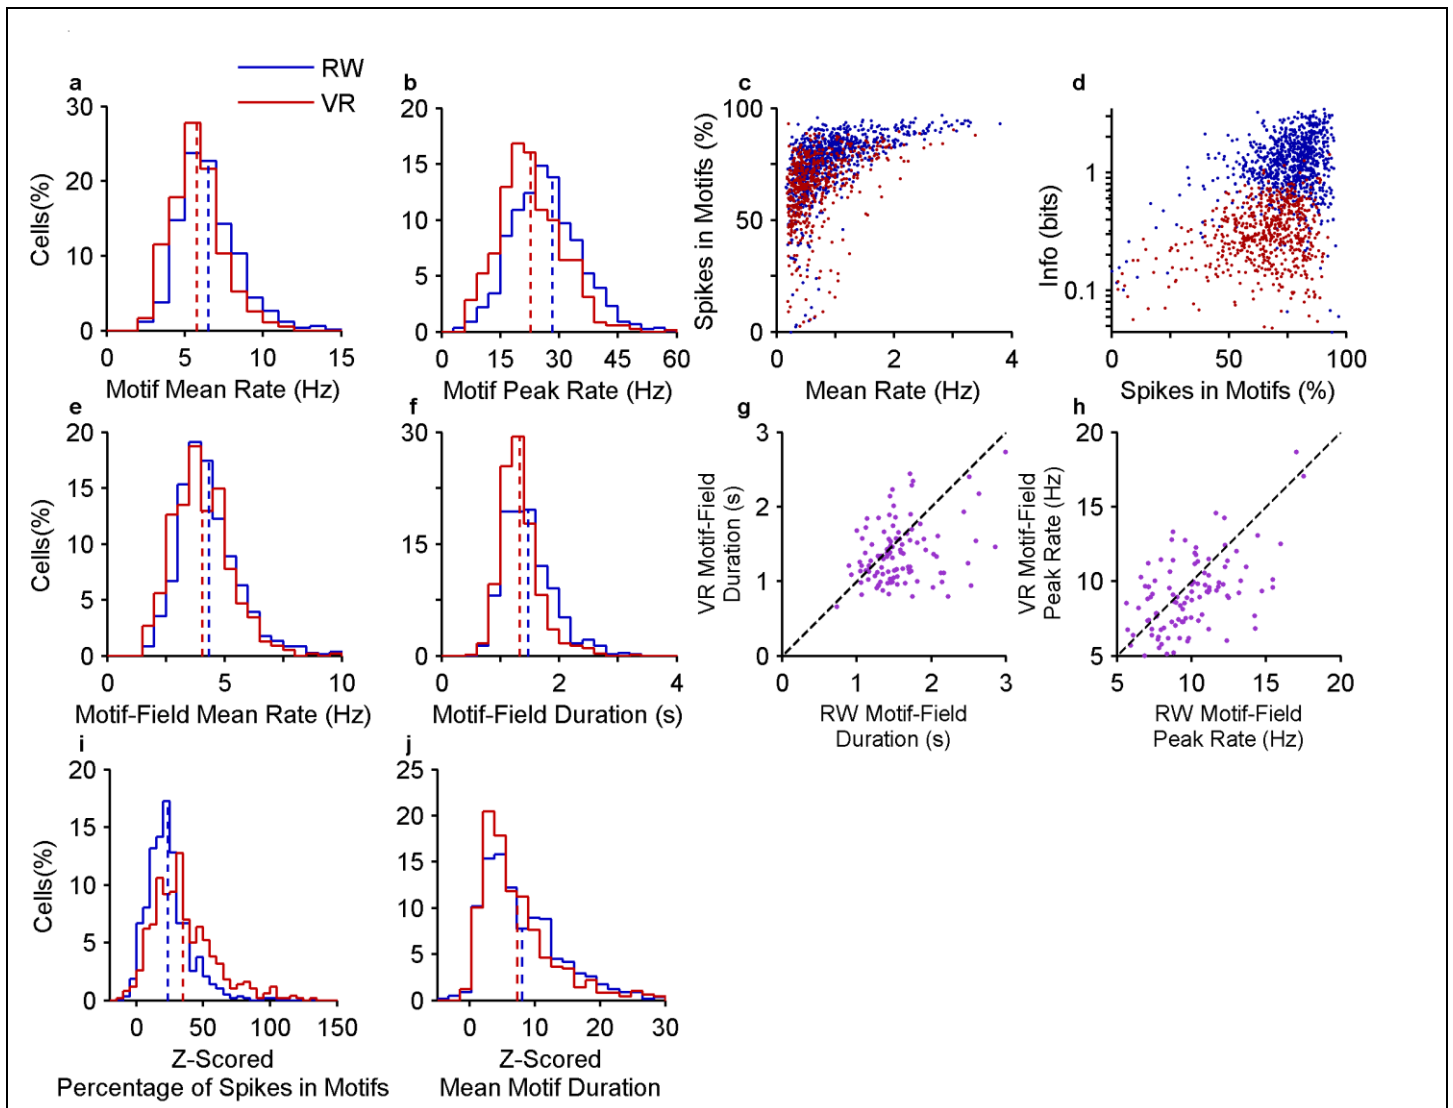 RW
VR
a
30
20
10
0
Cells(%)
0 5 10 15
Motif Mean Rate (Hz)
b
20
15
10
5
0
0 15 30 45 60
Motif Peak Rate (Hz)
c
100
50
0
Spikes in Motifs (%)
0 2 4
Mean Rate (Hz)
d
1
0.1
Info (bits)
0 50 100
Spikes in Motifs (%)
e
20
15
10
5
0
Cells(%)
0 5 10
Motif-Field Mean Rate (Hz)
f
30
15
0
0 2 4
Motif-Field Duration (s)
g
3
2
1
0
VR Motif-Field
Duration (s)
0 1 2 3
RW Motif-Field
Duration (s)
h
20
15
10
5
VR Motif-Field
Peak Rate (Hz)
5 10 15 20
RW Motif-Field
Peak Rate (Hz)
i
20
15
10
5
0
Cells(%)
0 50 100 150
Z-Scored
Percentage of Spikes in Motifs
j
25
20
15
10
5
0
0 10 20 30
Z-Scored
Mean Motif Duration